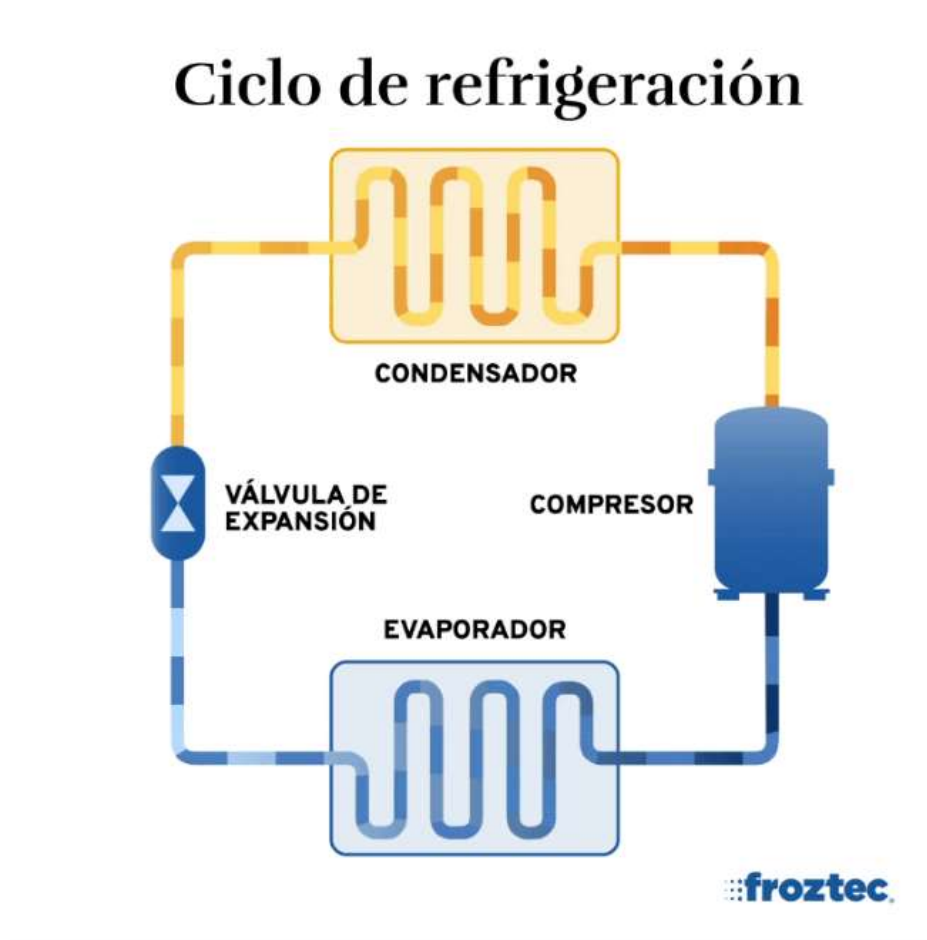 Ciclo de refrigeración
CONDENSADOR
VÁLVULA DE
EXPANSIÓN
COMPRESOR
EVAPORADOR
froztec